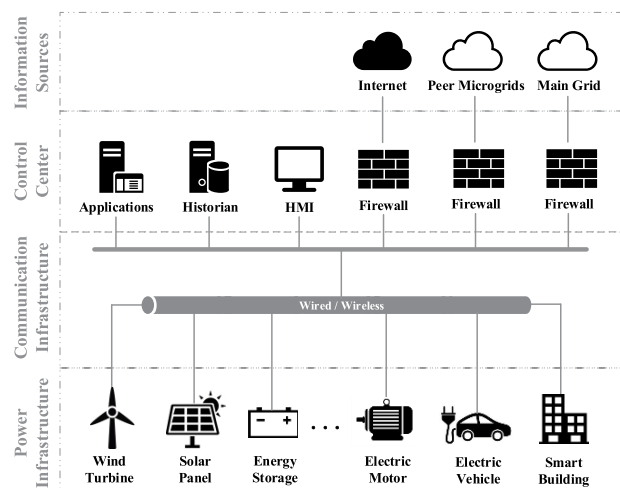 Information
Sources
Internet
Peer Microgrids
Main Grid
Control
Center
Applications
Historian
HMI
Firewall
Firewall
Firewall
Communication
Infrastructure
Wired / Wireless
Power
Infrastructure
Wind
Turbine
Solar
Panel
Energy
Storage
. . .
Electric
Motor
Electric
Vehicle
Smart
Building